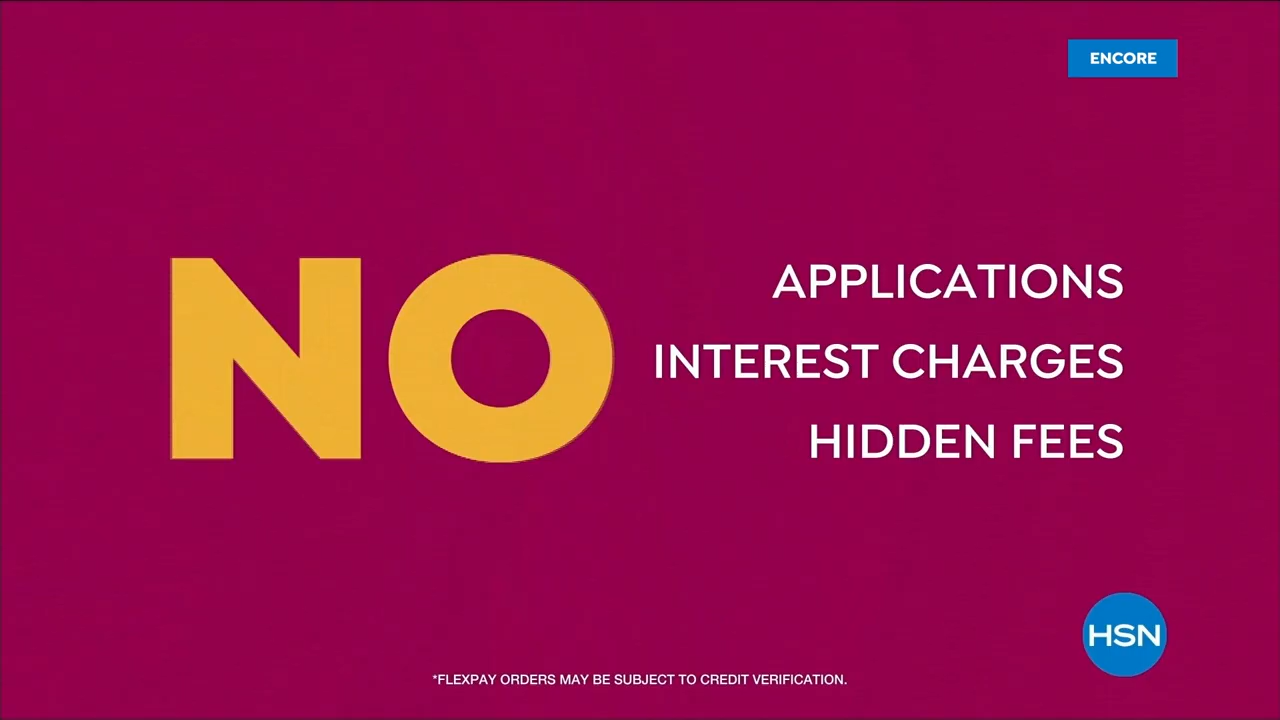 ENCORE
NO
APPLICATIONS
INTEREST CHARGES
HIDDEN FEES
HSN
*FLEXPAY ORDERS MAY BE SUBJECT TO CREDIT VERIFICATION.